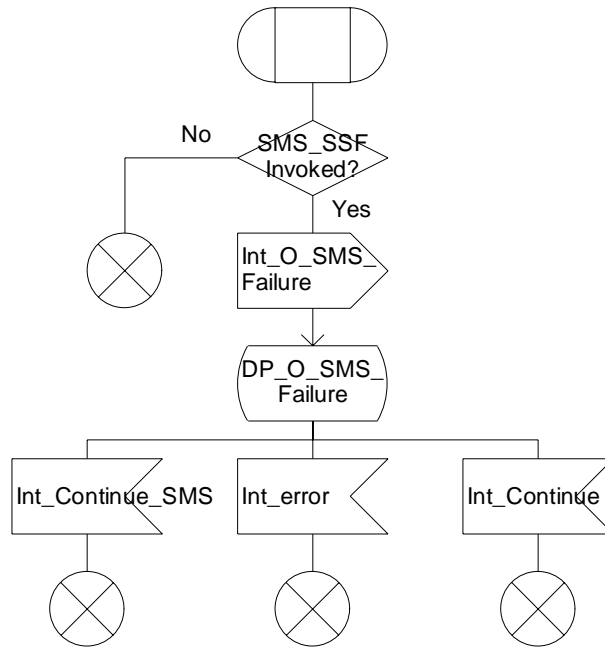 No
SMS_SSF
Invoked?
Yes
Int_O_SMS_
Failure
DP_O_SMS_
Failure
Int_Continue_SMS
Int_error
Int_Continue